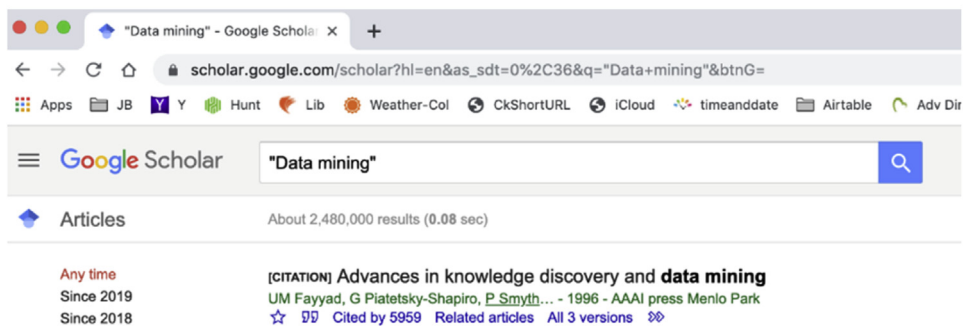 "Data mining" - Google Schola
scholar.google.com/scholar?hl=en&as_sdt=0%2C36&q="Data+mining"&btnG=
Apps JB Y Hunt Lib Weather-Col CkShortURL iCloud timeanddate Airtable Adv Dir
Google Scholar "Data mining"
Articles About 2,480,000 results (0.08 sec)
Any time [CITATION] Advances in knowledge discovery and data mining
Since 2019 UM Fayyad, G Piatetsky-Shapiro, P Smyth… - 1996 - AAAI press Menlo Park
Since 2018 Cited by 5959 Related articles All 3 versions